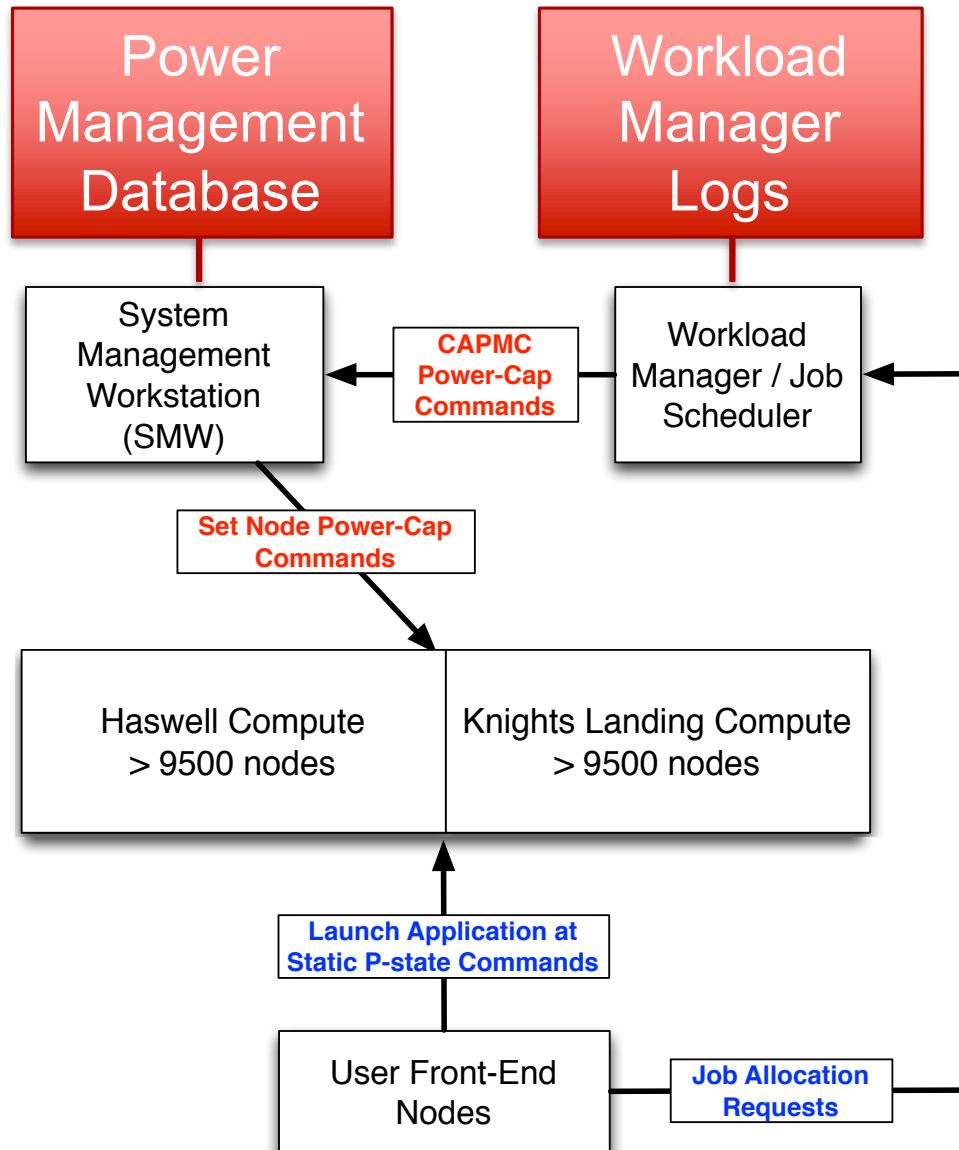 Power
Management
Database
Workload
Manager
Logs
System
Management
Workstation
(SMW)
CAPMC
Power-Cap
Commands
Workload
Manager / Job
Scheduler
Set Node Power-Cap
Commands
Haswell Compute
> 9500 nodes
Knights Landing Compute
> 9500 nodes
Launch Application at
Static P-state Commands
User Front-End
Nodes
Job Allocation
Requests